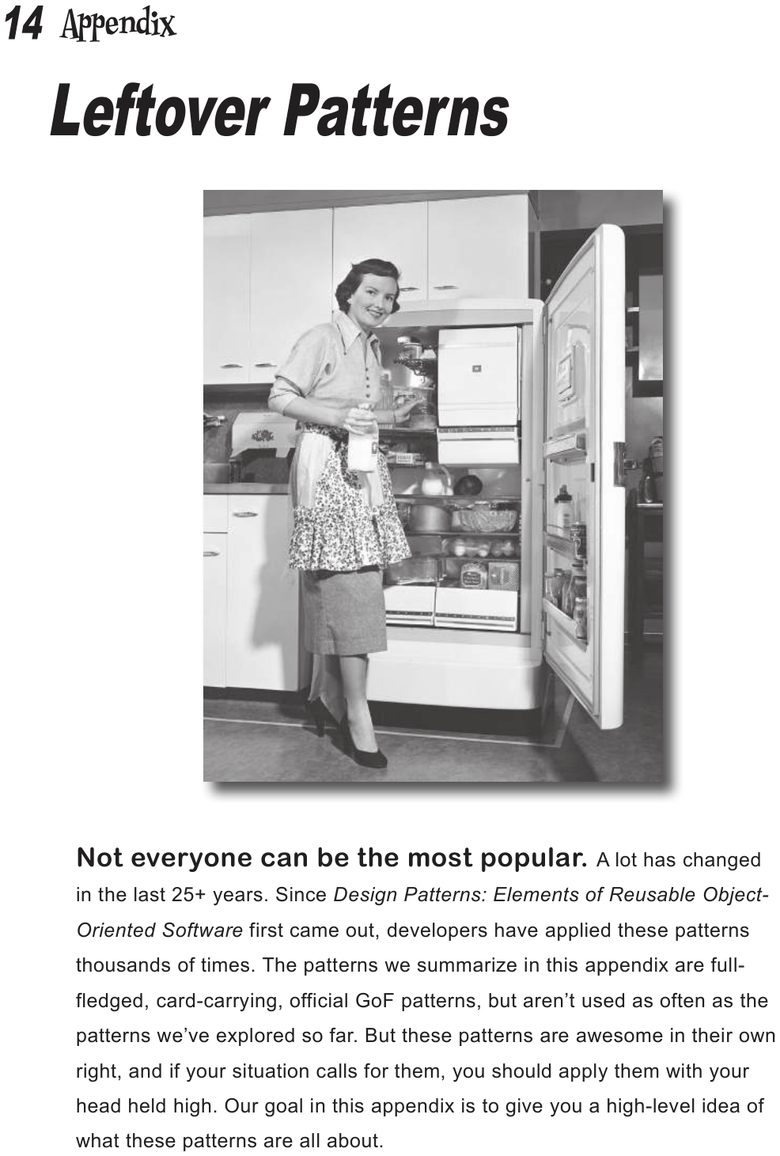 14 Appendix
Leftover Patterns
Not everyone can be the most popular. A lot has changed
in the last 25+ years. Since Design Patterns: Elements of Reusable Object-
Oriented Software first came out, developers have applied these patterns
thousands of times. The patterns we summarize in this appendix are full-
fledged, card-carrying, official GoF patterns, but aren’t used as often as the
patterns we’ve explored so far. But these patterns are awesome in their own
right, and if your situation calls for them, you should apply them with your
head held high. Our goal in this appendix is to give you a high-level idea of
what these patterns are all about.